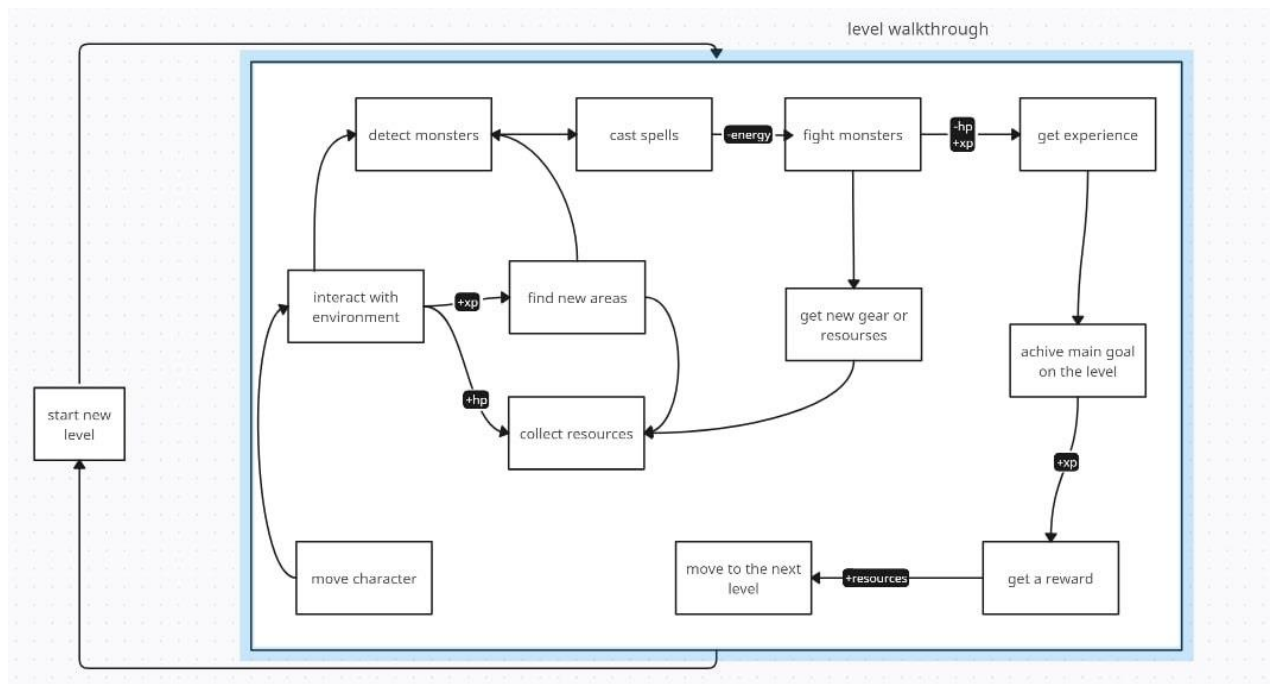 level walkthrough
detect monsters
cast spells
-energy
fight monsters
-hp
+xp
get experience
interact with
environment
+xp
find new areas
get new gear or
resourses
achive main goal
on the level
+hp
collect resources
start new
level
+xp
move character
move to the next
level
+resources
get a reward